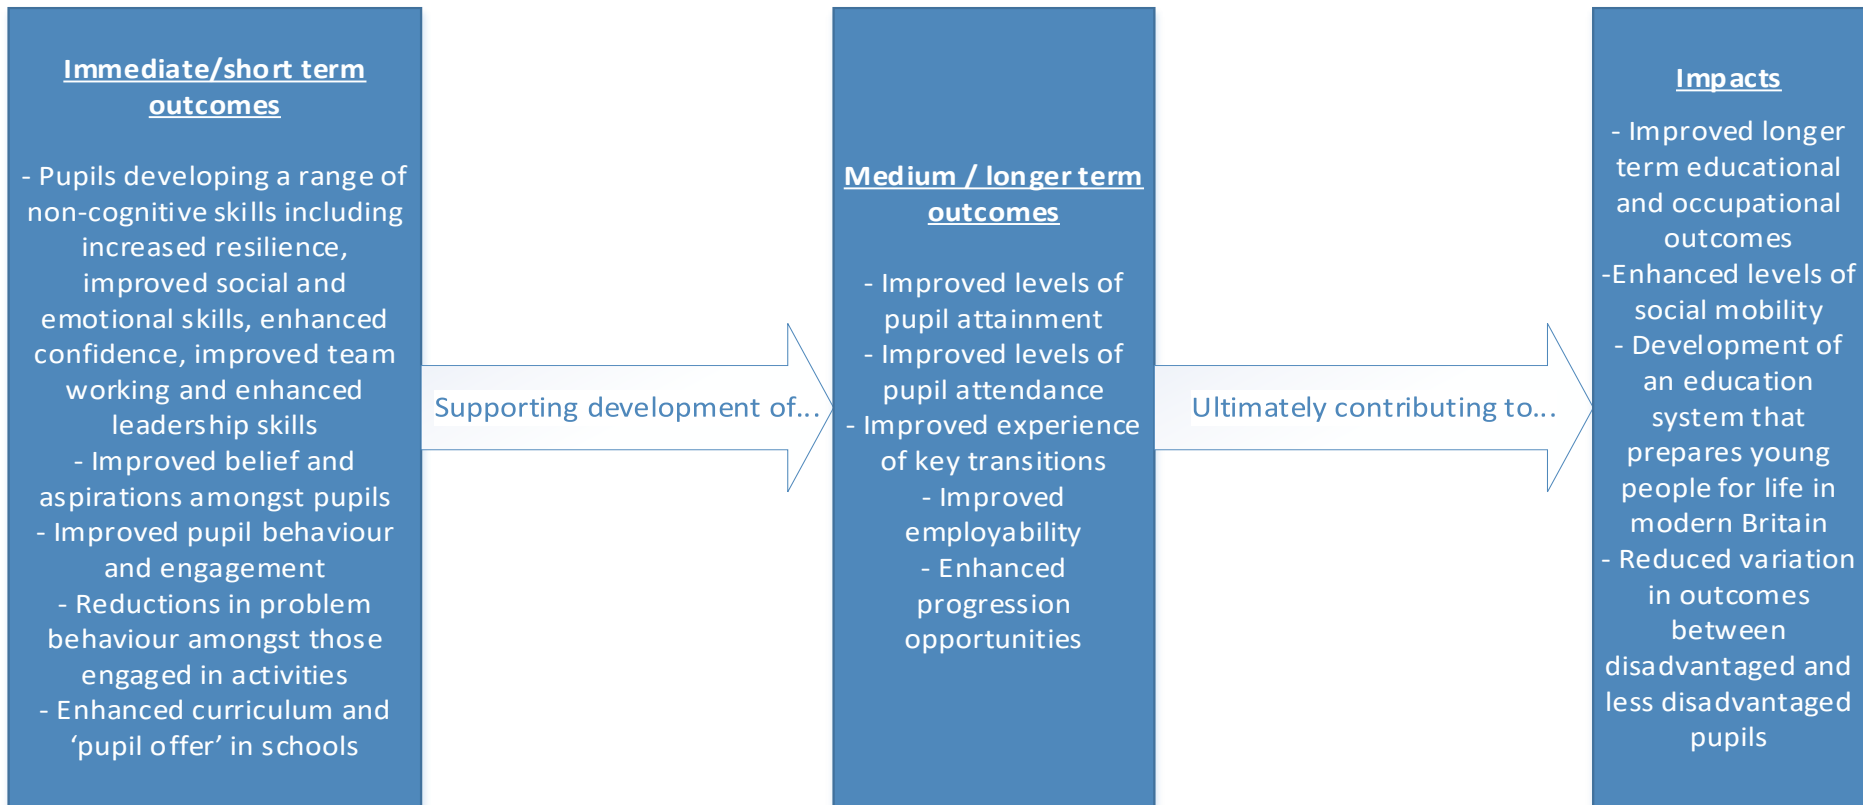 Immediate/short term
outcomes
- Pupils developing a range of
non-cognitive skills including
increased resilience,
improved social and
emotional skills, enhanced
confidence, improved team
working and enhanced
leadership skills
- Improved belief and
aspirations amongst pupils
- Improved pupil behaviour
and engagement
- Reductions in problem
behaviour amongst those
engaged in activities
- Enhanced curriculum and
‘pupil offer’ in schools
Supporting development of...
Medium / longer term
outcomes
- Improved levels of
pupil attainment
- Improved levels of
pupil attendance
- Improved experience
of key transitions
- Improved
employability
- Enhanced
progression
opportunities
Ultimately contributing to...
Impacts
- Improved longer
term educational
and occupational
outcomes
-Enhanced levels of
social mobility
- Development of
an education
system that
prepares young
people for life in
modern Britain
- Reduced variation
in outcomes
between
disadvantaged and
less disadvantaged
pupils